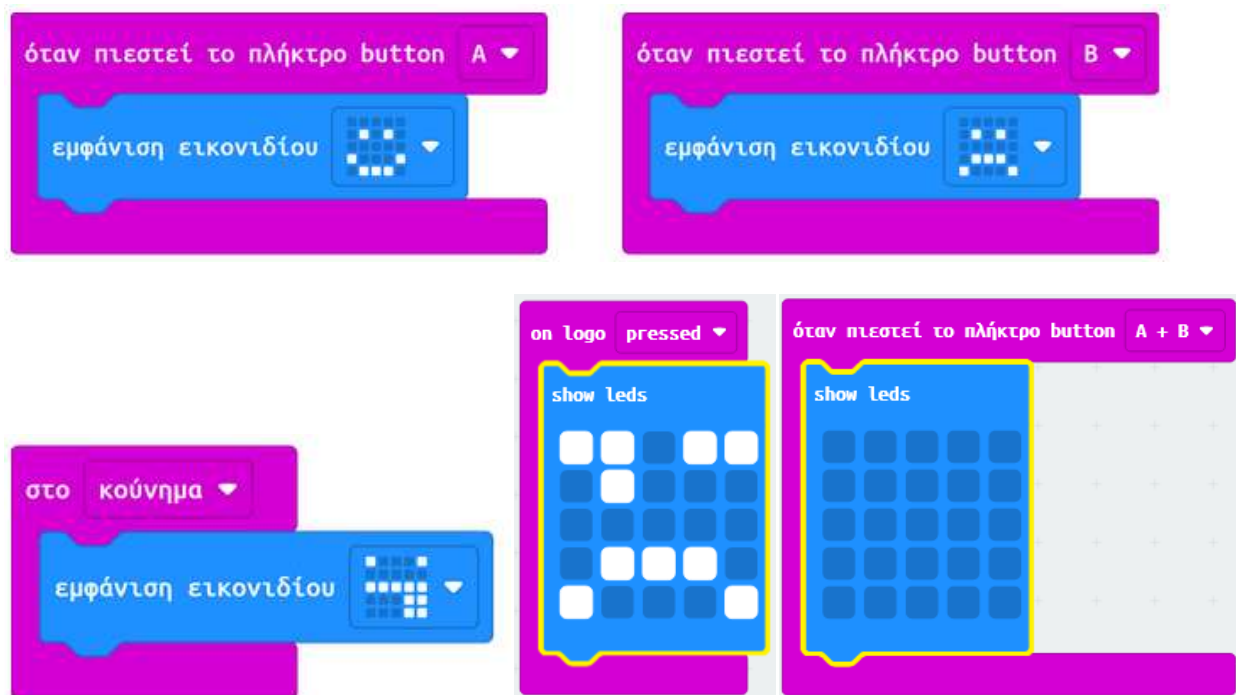 όταν πιεστεί το πλήκτρο button A
εμφάνιση εικονιδίου
όταν πιεστεί το πλήκτρο button B
εμφάνιση εικονιδίου
on logo pressed
show leds
όταν πιεστεί το πλήκτρο button A + B
show leds
στο κούνημα
εμφάνιση εικονιδίου